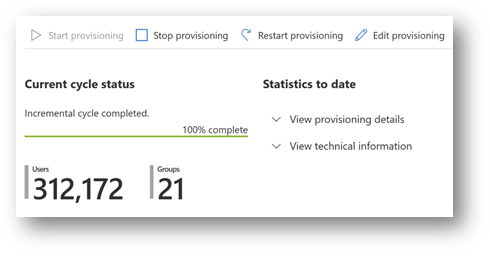 Start provisioning Stop provisioning Restart provisioning Edit provisioning
Current cycle status
Incremental cycle completed.
100% complete
Users
312,172
Groups
21
Statistics to date
View provisioning details
View technical information